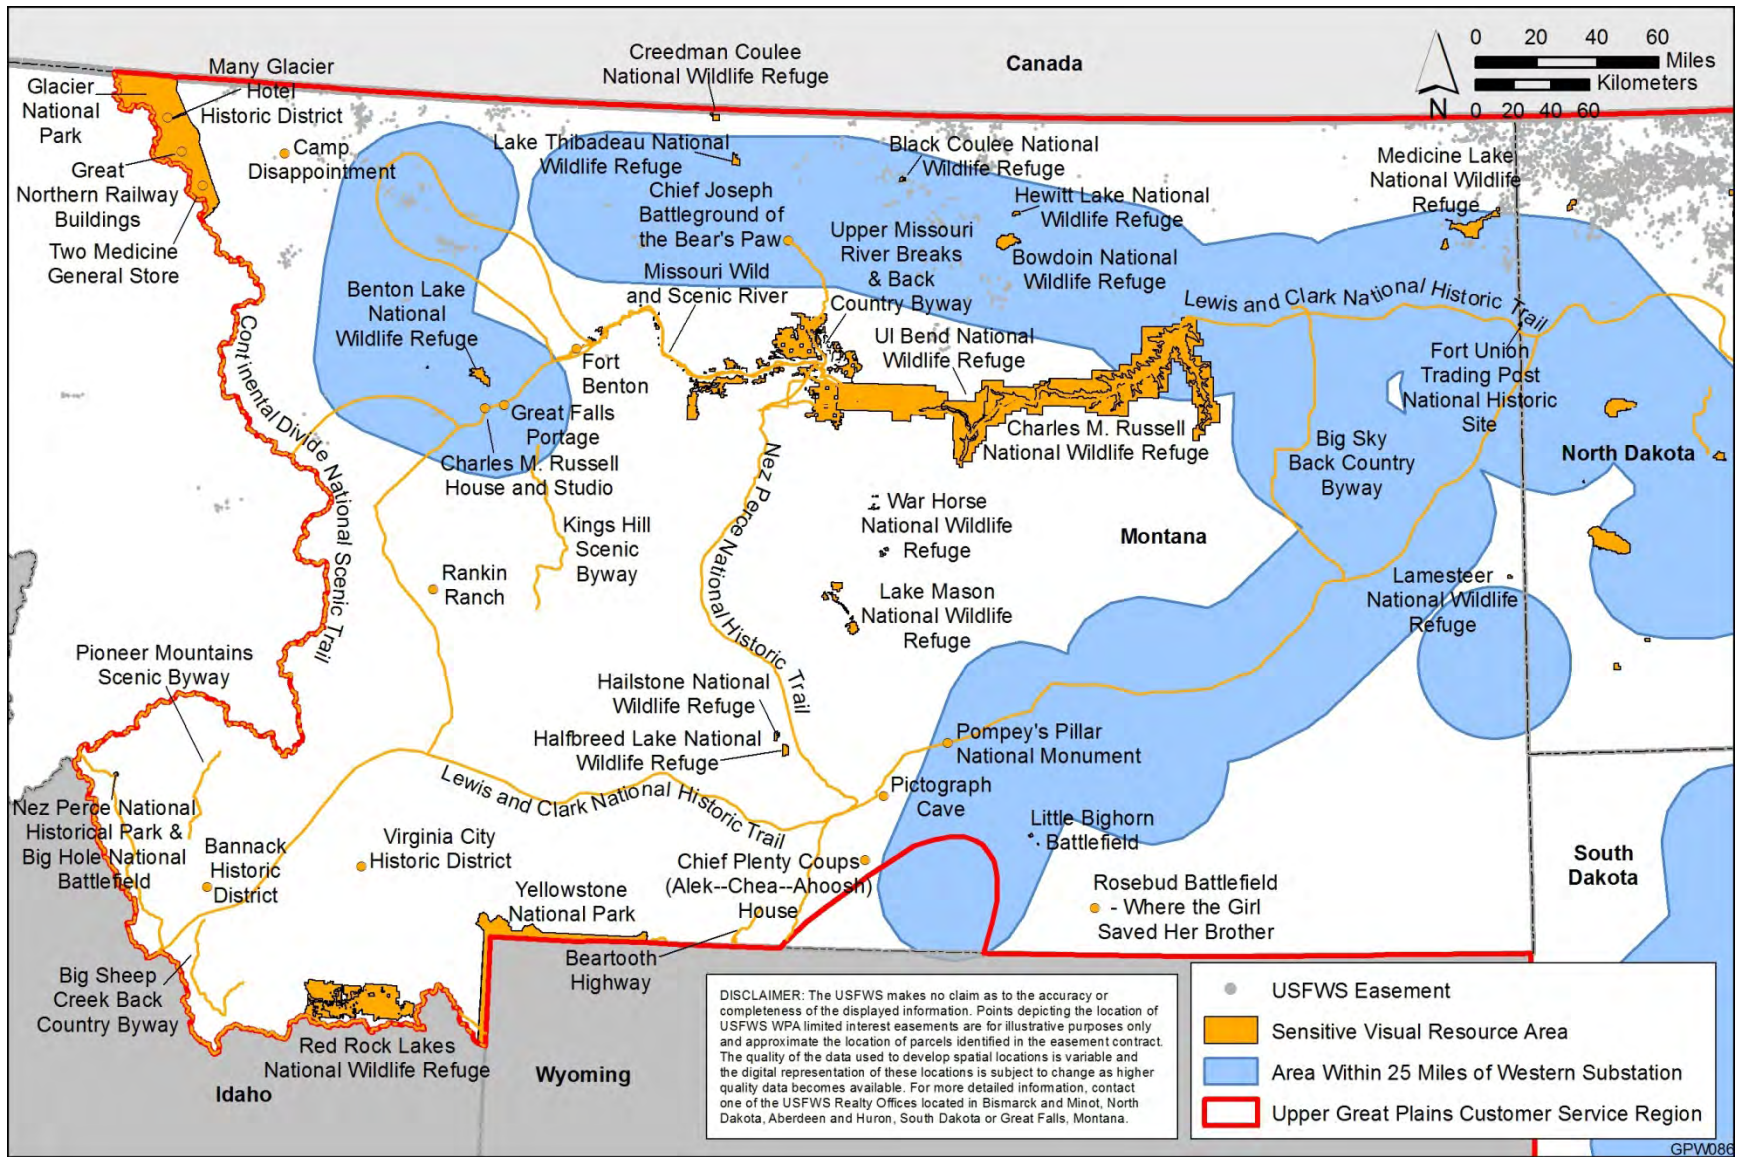 Creedman Coulee
National Wildlife Refuge
Canada
0 20 40 60
Miles
Kilometers
0 20 40 60
N
Glacier
National
Park
Many Glacier
Hotel
Historic District
Camp
Disappointment
Great
Northern Railway
Buildings
Two Medicine
General Store
Lake Thibadeau National
Wildlife Refuge
Black Coulee National
Wildlife Refuge
Medicine Lake
National Wildlife
Refuge
Chief Joseph
Battleground of
the Bear's Paw
Hewitt Lake National
Wildlife Refuge
Upper Missouri
River Breaks
& Back
Country Byway
Bowdoin National
Wildlife Refuge
Missouri Wild
and Scenic River
Benton Lake
National
Wildlife Refuge
Lewis and Clark National Historic Trail
Continental Divide National Scenic Trail
UI Bend National
Wildlife Refuge
Fort
Benton
Fort Union
Trading Post
National Historic
Site
Great Falls
Portage
Charles M. Russell
House and Studio
Charles M. Russell
National Wildlife Refuge
Big Sky
Back Country
Byway
North Dakota
Nez Perce National Historic Trail
War Horse
National Wildlife
Refuge
Kings Hill
Scenic
Byway
Montana
Rankin
Ranch
Lake Mason
National Wildlife
Refuge
Lamesteer
National Wildlife
Refuge
Pioneer Mountains
Scenic Byway
Hailstone National
Wildlife Refuge
Halfbreed Lake National
Wildlife Refuge
Pompey's Pillar
National Monument
Lewis and Clark National Historic Trail
Pictograph
Cave
Nez Perce National
Historical Park &
Big Hole National
Battlefield
Bannack
Historic
District
Virginia City
Historic District
Little Bighorn
Battlefield
Chief Plenty Coups
(Alek--Chea--Ahoosh)
House
South
Dakota
Yellowstone
National Park
Rosebud Battlefield
- Where the Girl
Saved Her Brother
Beartooth
Highway
Big Sheep
Creek Back
Country Byway
Red Rock Lakes
National Wildlife Refuge
Idaho
Wyoming
DISCLAIMER: The USFWS makes no claim as to the accuracy or
completeness of the displayed information. Points depicting the location of
USFWS WPA limited interest easements are for illustrative purposes only
and approximate the location of parcels identified in the easement contract.
The quality of the data used to develop spatial locations is variable and
the digital representation of these locations is subject to change as higher
quality data becomes available. For more detailed information, contact
one of the USFWS Realty Offices located in Bismarck and Minot, North
Dakota, Aberdeen and Huron, South Dakota or Great Falls, Montana.
USFWS Easement
Sensitive Visual Resource Area
Area Within 25 Miles of Western Substation
Upper Great Plains Customer Service Region
GPW086